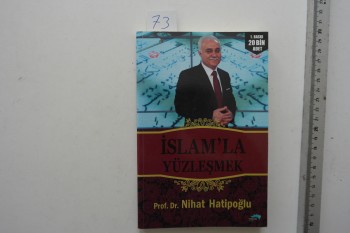 73
1. BASKI
20 BİN
ADET
İSLAM'LA
YÜZLEŞMEK
Prof. Dr. Nihat Hatipoğlu